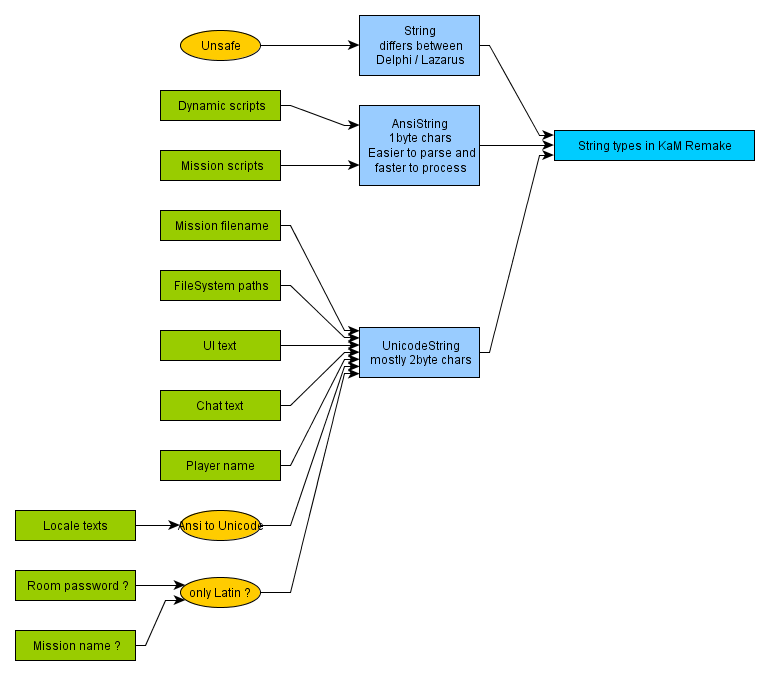 Unsafe
String
differs between
Delphi / Lazarus
Dynamic scripts
AnsiString
1byte chars
Easier to parse and
faster to process
String types in KaM Remake
Mission scripts
Mission filename
FileSystem paths
UI text
UnicodeString
mostly 2byte chars
Chat text
Player name
Locale texts
Ansi to Unicode
Room password ?
only Latin ?
Mission name ?